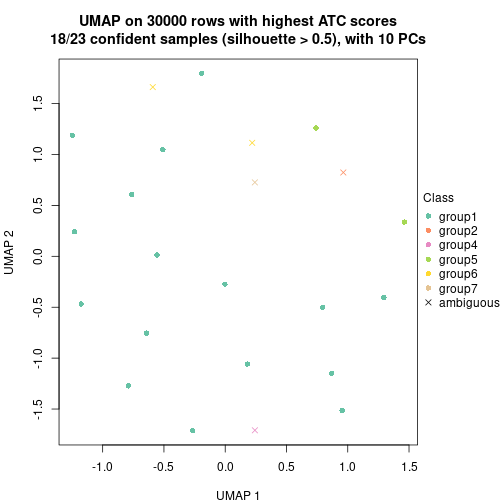 UMAP on 30000 rows with highest ATC scores
18/23 confident samples (silhouette > 0.5), with 10 PCs
UMAP 2
1.5
1.0
0.5
0.0
-0.5
-1.0
-1.5
-1.0 -0.5 0.0 0.5 1.0 1.5
UMAP 1
Class
group1
group2
group4
group5
group6
group7
ambiguous